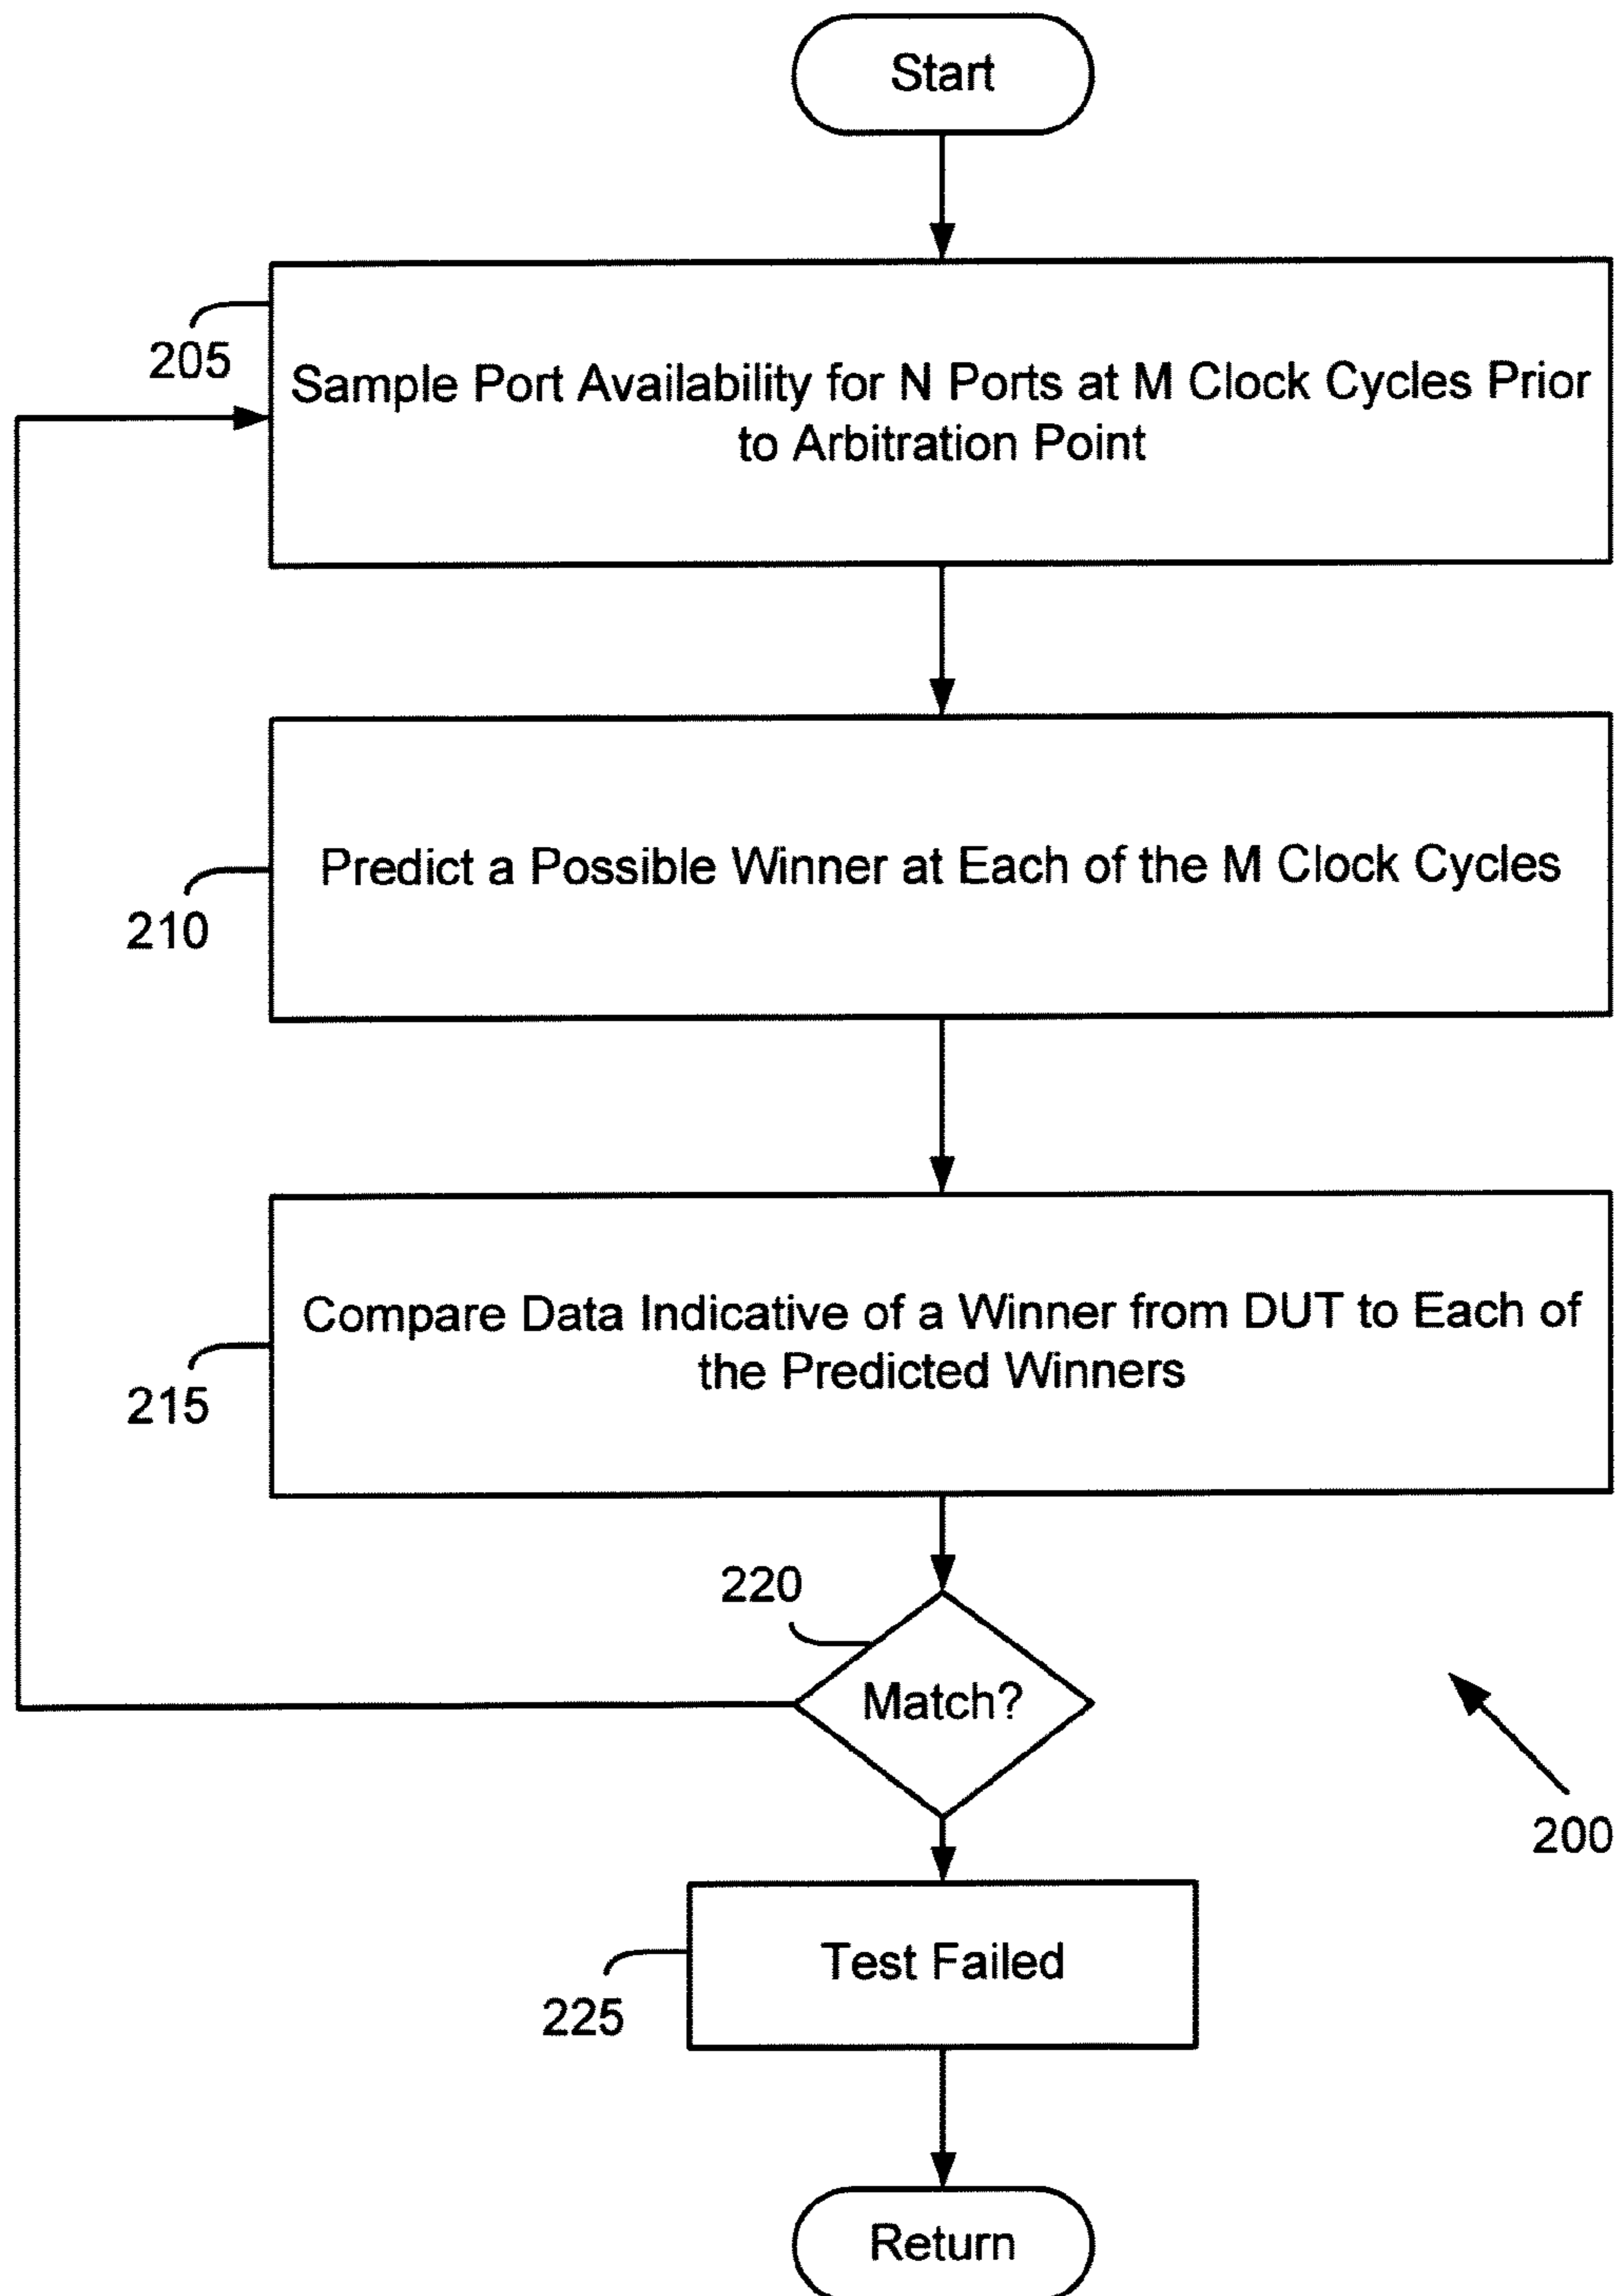 Start
205
Sample Port Availability for N Ports at M Clock Cycles Prior
to Arbitration Point
Predict a Possible Winner at Each of the M Clock Cycles
210
Compare Data Indicative of a Winner from DUT to Each of
the Predicted Winners
215
220
Match?
200
Test Failed
225
Return